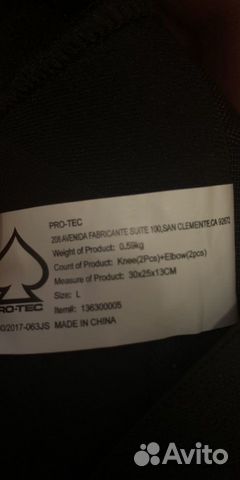 PRO-TEC
208 AVENIDA FABRICANTE SUITE 100,SAN CLEMENTE,CA 92672
Weight of Product: 0.59kg
Count of Product: Knee(2Pcs)+Elbow(2pcs)
Measure of Product: 30x25x13CM
Size: L
Item#: 136300005
PRO-TEC
0/2017-063JS MADE IN CHINA
Avito